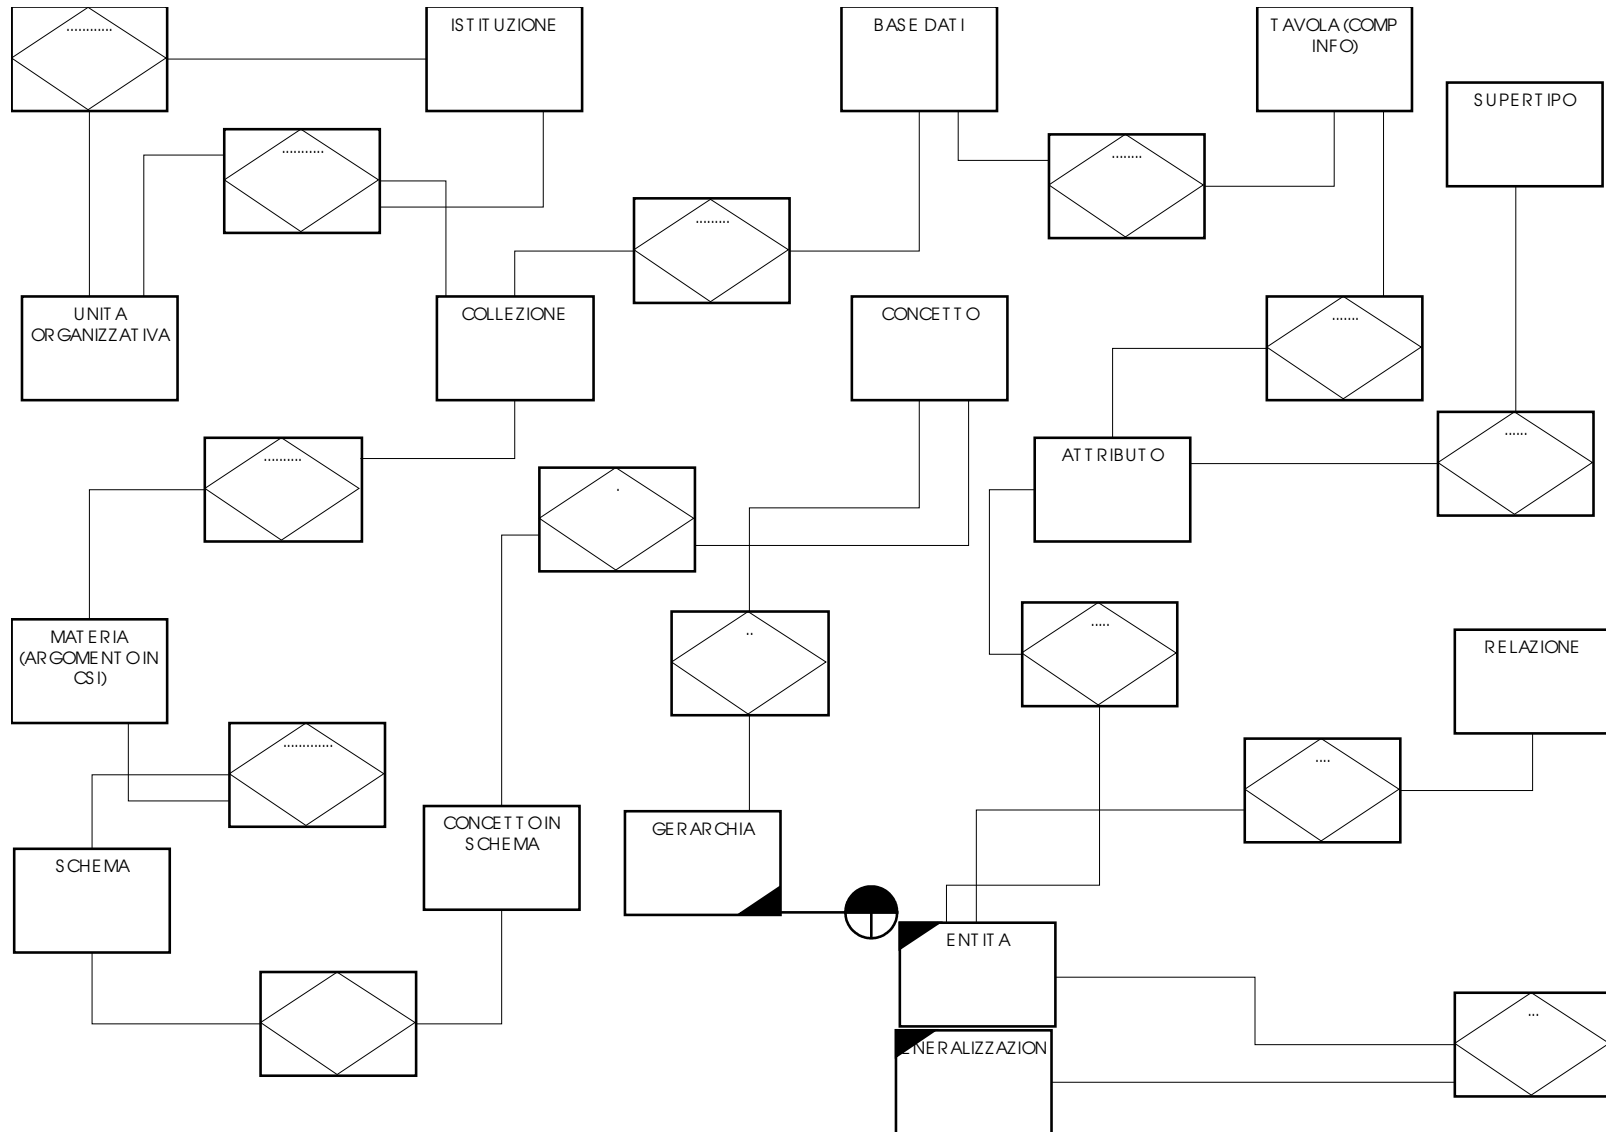 ............
ISTITUZIONE
BASE DATI
TAVOLA (COMP
INFO)
SUPERTIPO
...........
........
.........
UNITA
ORGANIZZATIVA
COLLEZIONE
CONCETTO
.......
..........
ATTRIBUTO
......
.
MATERIA
(ARGOMENTO IN
CSI)
..
.....
RELAZIONE
.............
....
SCHEMA
CONCETTO IN
SCHEMA
GERARCHIA
ENTITA
...
ENERALIZZAZION